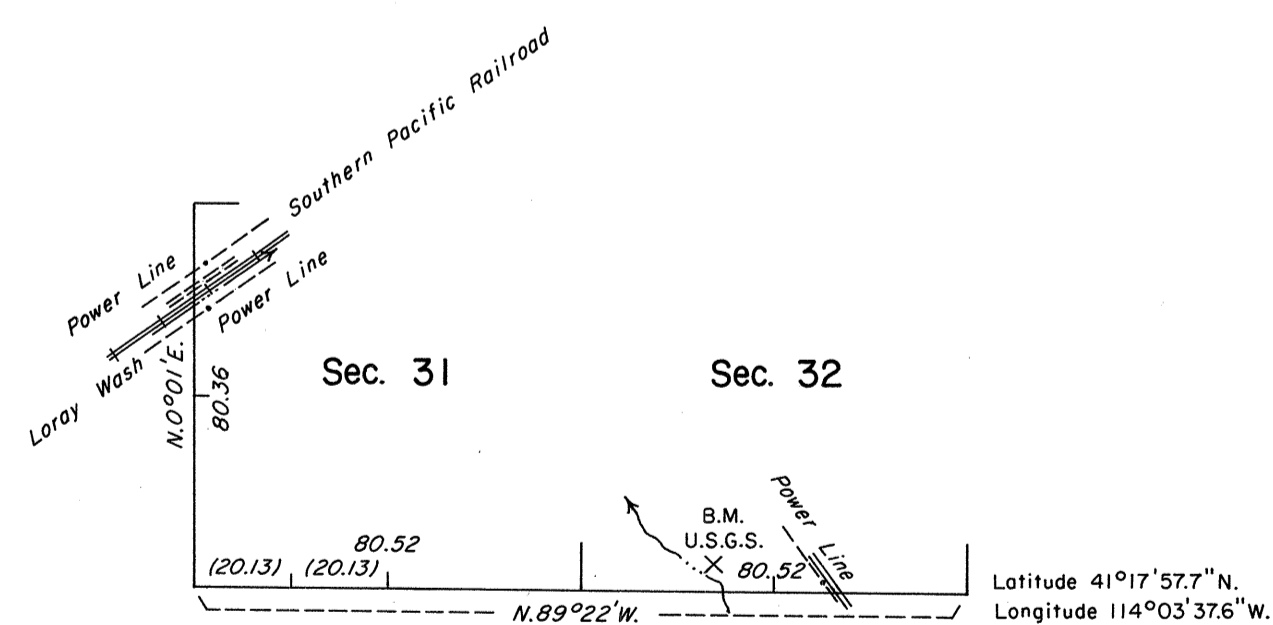 Southern Pacific Railroad
Power Line
Power Line
Loray Wash
N.0°01'E.
80.36
Sec. 31
Sec. 32
Power Line
B.M.
U.S.G.S.
80.52
(20.13) (20.13)
80.52
N.89°22'W.
Latitude 41°17'57.7"N.
Longitude 114°03'37.6"W.